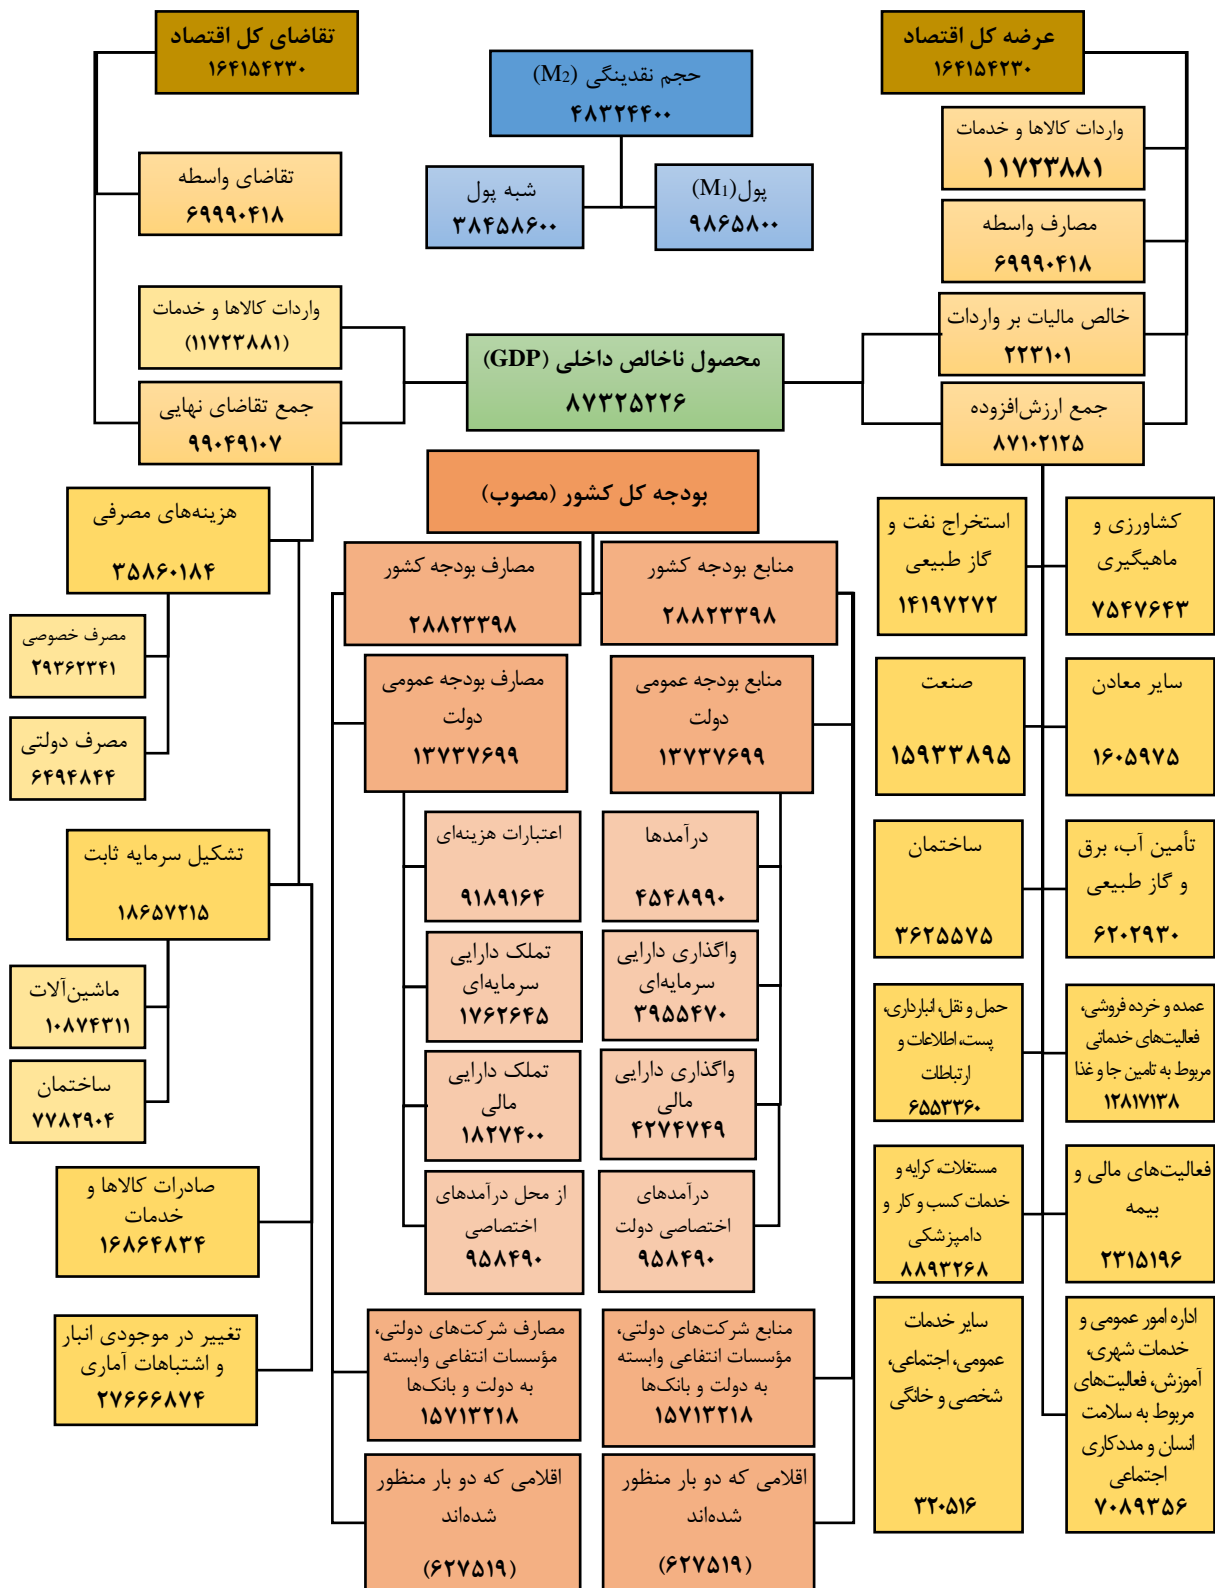 عرضه کل اقتصاد
۱۶۴۱۵۴۲۳۰
واردات کالاها و خدمات
۱۱۷۲۳۸۸۱
مصارف واسطه
۶۹۹۹۰۴۱۸
خالص مالیات بر واردات
۲۲۳۱۰۱
جمع ارزش‌افزوده
۸۷۱۰۲۱۲۵
کشاورزی و
ماهیگیری
۷۵۴۷۶۴۳
استخراج نفت و
گاز طبیعی
۱۴۱۹۷۲۷۲
سایر معادن
۱۶۰۵۹۷۵
صنعت
۱۵۹۳۳۸۹۵
تأمین آب، برق
و گاز طبیعی
۶۲۰۲۹۳۰
ساختمان
۳۶۲۵۵۷۵
عمده و خرده فروشی،
فعالیت‌های خدماتی
مربوط به تامین جا و غذا
۱۲۸۱۷۱۳۸
حمل و نقل، انبارداری،
پست، اطلاعات و
ارتباطات
۶۵۵۳۳۶۰
فعالیت‌های مالی و
بیمه
۲۳۱۵۱۹۶
مستغلات، کرایه و
خدمات کسب و کار و
دامپزشکی
۸۸۹۳۲۶۸
اداره امور عمومی و
خدمات شهری،
آموزش، فعالیت‌های
مربوط به سلامت
انسان و مددکاری
اجتماعی
۷۰۸۹۳۵۶
سایر خدمات
عمومی، اجتماعی،
شخصی و خانگی
۳۲۰۵۱۶
حجم نقدینگی (M2)
۴۸۳۲۴۴۰۰
پول(M1)
۹۸۶۵۸۰۰
شبه پول
۳۸۴۵۸۶۰۰
محصول ناخالص داخلی (GDP)
۸۷۳۲۵۲۲۶
بودجه کل کشور (مصوب)
منابع بودجه کشور
۲۸۸۲۳۳۹۸
مصارف بودجه کشور
۲۸۸۲۳۳۹۸
منابع بودجه عمومی
دولت
۱۳۷۳۷۶۹۹
مصارف بودجه عمومی
دولت
۱۳۷۳۷۶۹۹
درآمدها
۴۵۴۸۹۹۰
اعتبارات هزینه‌ای
۹۱۸۹۱۶۴
واگذاری دارایی
سرمایه‌ای
۳۹۵۵۴۷۰
تملک دارایی
سرمایه‌ای
۱۷۶۲۶۴۵
واگذاری دارایی
مالی
۴۲۷۴۷۴۹
تملک دارایی
مالی
۱۸۲۷۴۰۰
درآمدهای
اختصاصی دولت
۹۵۸۴۹۰
از محل درآمدهای
اختصاصی
۹۵۸۴۹۰
منابع شرکت‌های دولتی،
مؤسسات انتفاعی وابسته
به دولت و بانک‌ها
۱۵۷۱۳۲۱۸
مصارف شرکت‌های دولتی،
مؤسسات انتفاعی وابسته
به دولت و بانک‌ها
۱۵۷۱۳۲۱۸
اقلامی که دو بار منظور
شده‌اند
(۶۲۷۵۱۹)
اقلامی که دو بار منظور
شده‌اند
(۶۲۷۵۱۹)
تقاضای کل اقتصاد
۱۶۴۱۵۴۲۳۰
تقاضای واسطه
۶۹۹۹۰۴۱۸
واردات کالاها و خدمات
(۱۱۷۲۳۸۸۱)
جمع تقاضای نهایی
۹۹۰۴۹۱۰۷
هزینه‌های مصرفی
۳۵۸۶۰۱۸۴
مصرف خصوصی
۲۹۳۶۲۳۴۱
مصرف دولتی
۶۴۹۴۸۴۴
تشکیل سرمایه ثابت
۱۸۶۵۷۲۱۵
ماشین‌آلات
۱۰۸۷۴۳۱۱
ساختمان
۷۷۸۲۹۰۴
صادرات کالاها و
خدمات
۱۶۸۶۴۸۳۴
تغییر در موجودی انبار
و اشتباهات آماری
۲۷۶۶۶۸۷۴